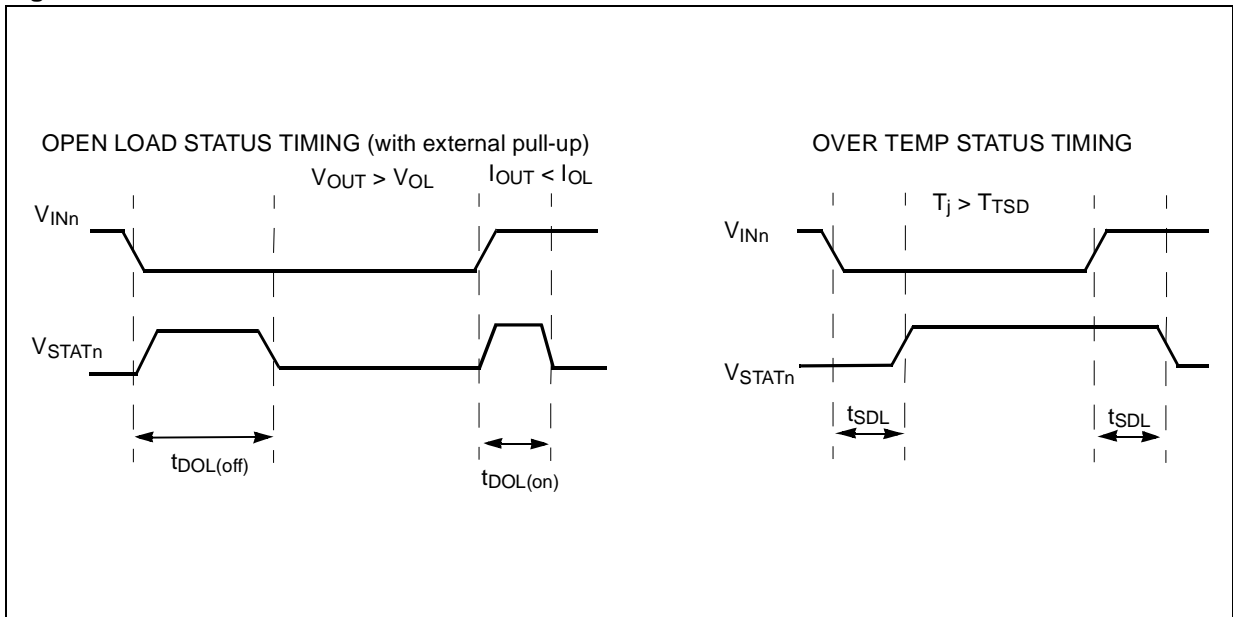 OPEN LOAD STATUS TIMING (with external pull-up)
VOUT > VOL
IOUT < IOL
VINn
VSTATn
tDOL(off)
tDOL(on)
OVER TEMP STATUS TIMING
Tj > TTSD
VINn
VSTATn
tSDL
tSDL